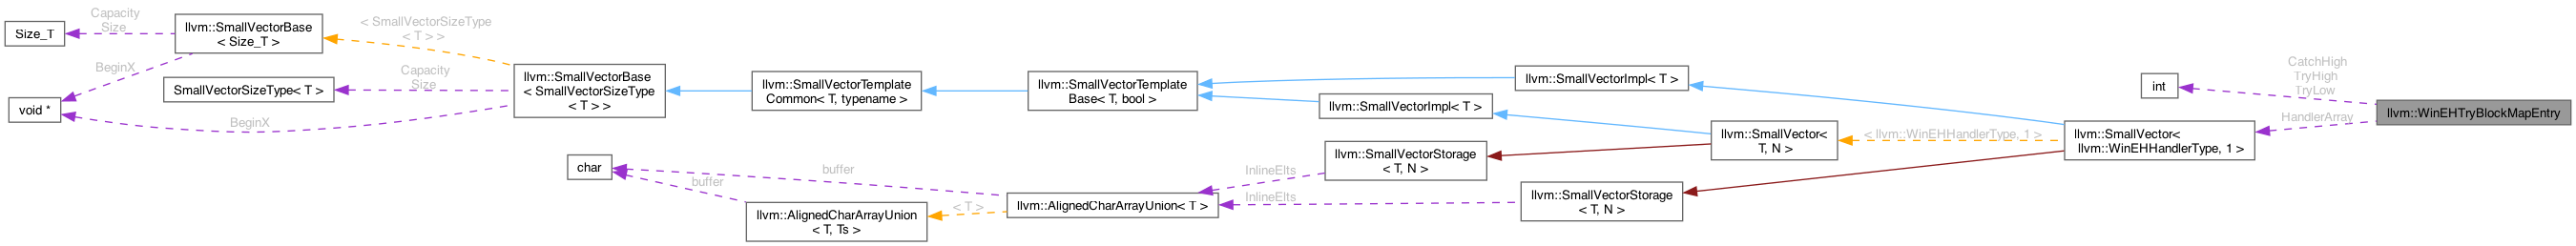 Size_T
Capacity
Size
llvm::SmallVectorBase
< Size_T >
BeginX
void *
SmallVectorSizeType< T >
< SmallVectorSizeType
< T > >
Capacity
Size
BeginX
llvm::SmallVectorBase
< SmallVectorSizeType
< T > >
llvm::SmallVectorTemplate
Common< T, typename >
llvm::SmallVectorTemplate
Base< T, bool >
llvm::SmallVectorImpl< T >
llvm::SmallVectorImpl< T >
char
buffer
buffer
llvm::AlignedCharArrayUnion
< T, Ts >
< T >
llvm::AlignedCharArrayUnion< T >
InlineElts
InlineElts
llvm::SmallVectorStorage
< T, N >
llvm::SmallVectorStorage
< T, N >
llvm::SmallVector<
T, N >
< llvm::WinEHHandlerType, 1 >
llvm::SmallVector<
llvm::WinEHHandlerType, 1 >
int
CatchHigh
TryHigh
TryLow
HandlerArray
llvm::WinEHTryBlockMapEntry